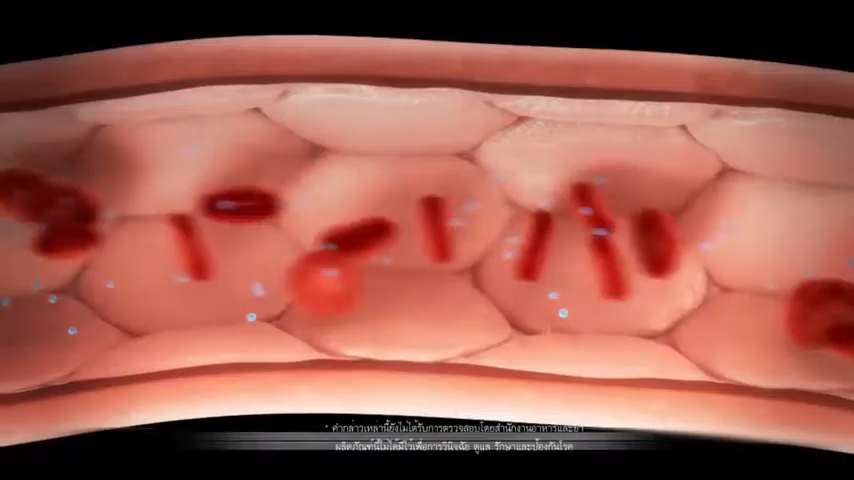 * คำกล่าวเหล่านี้ยังไม่ได้รับการตรวจสอบโดยสำนักงานอาหารและยา
ผลิตภัณฑ์นี้ไม่ได้มีไว้เพื่อการวินิจฉัย ดูแล รักษาและป้องกันโรค